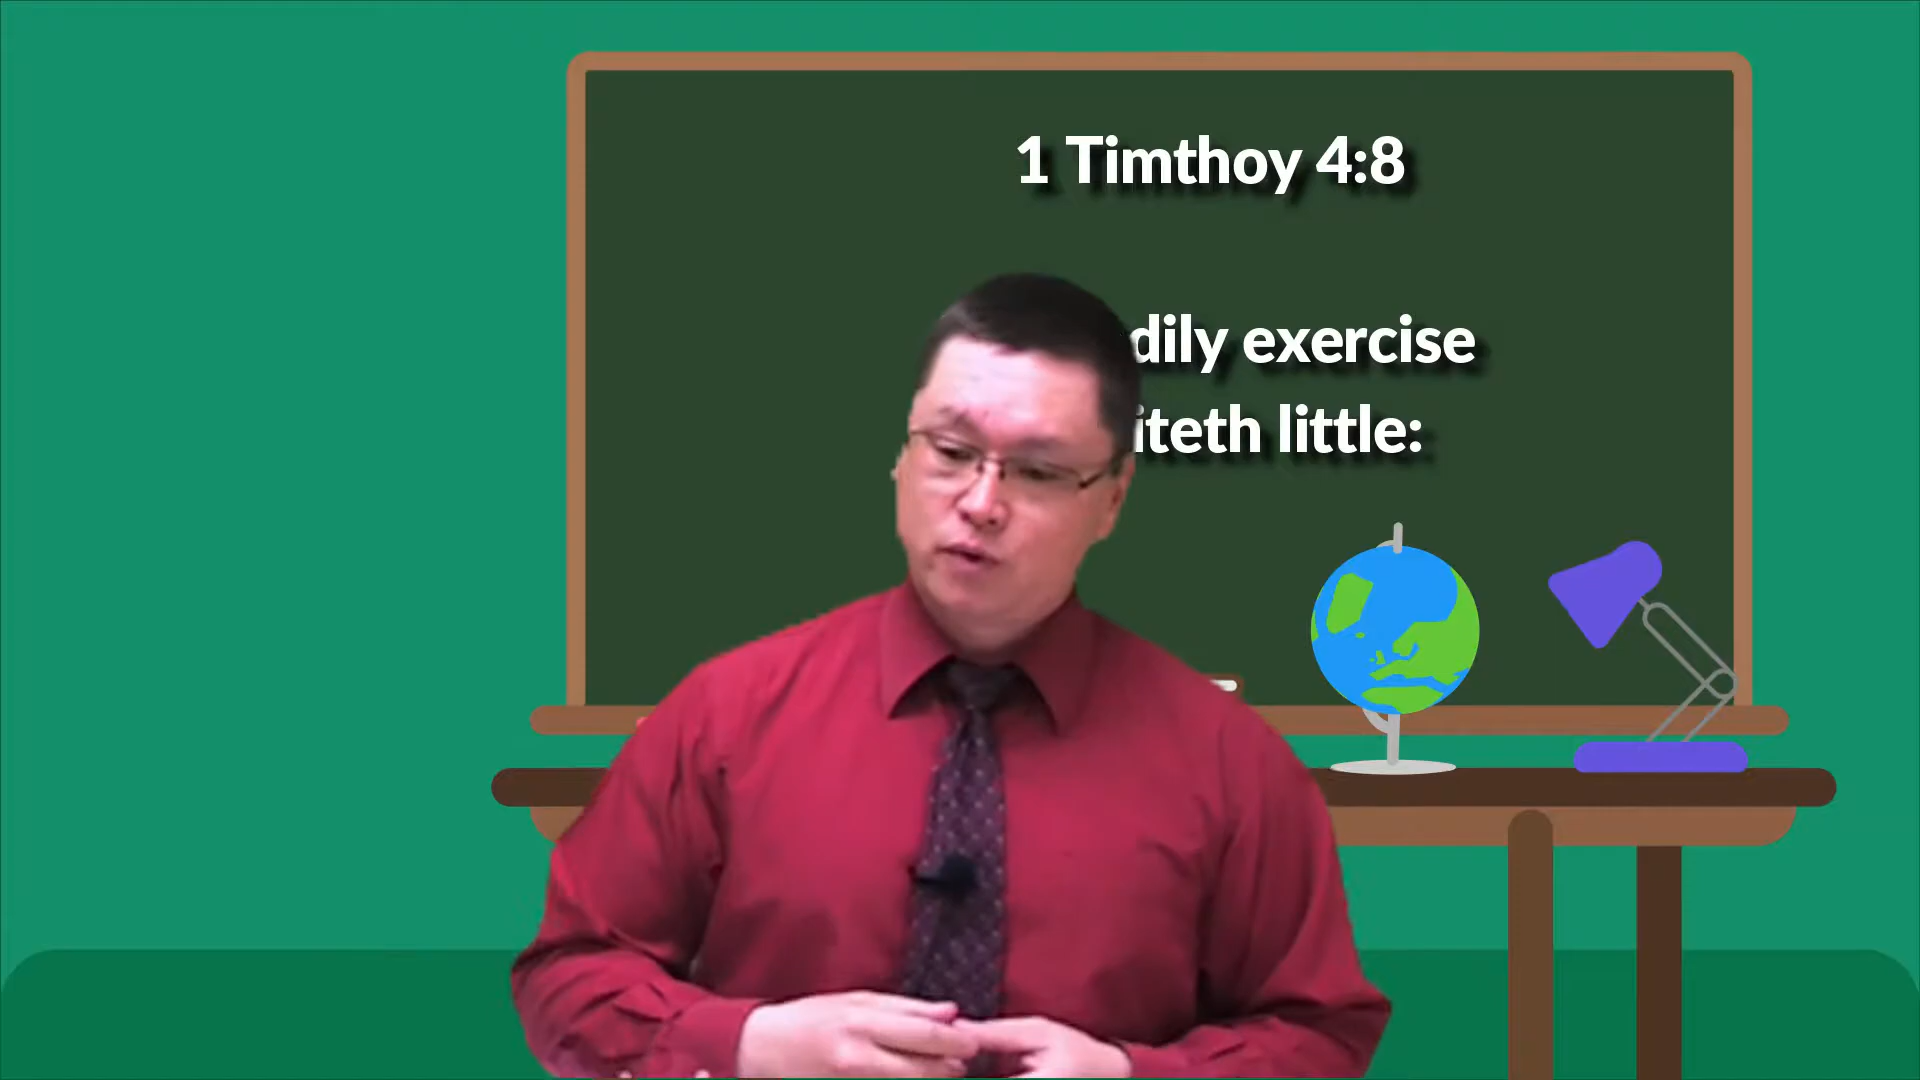 1 Timthoy 4:8
dily exercise
iteth little: